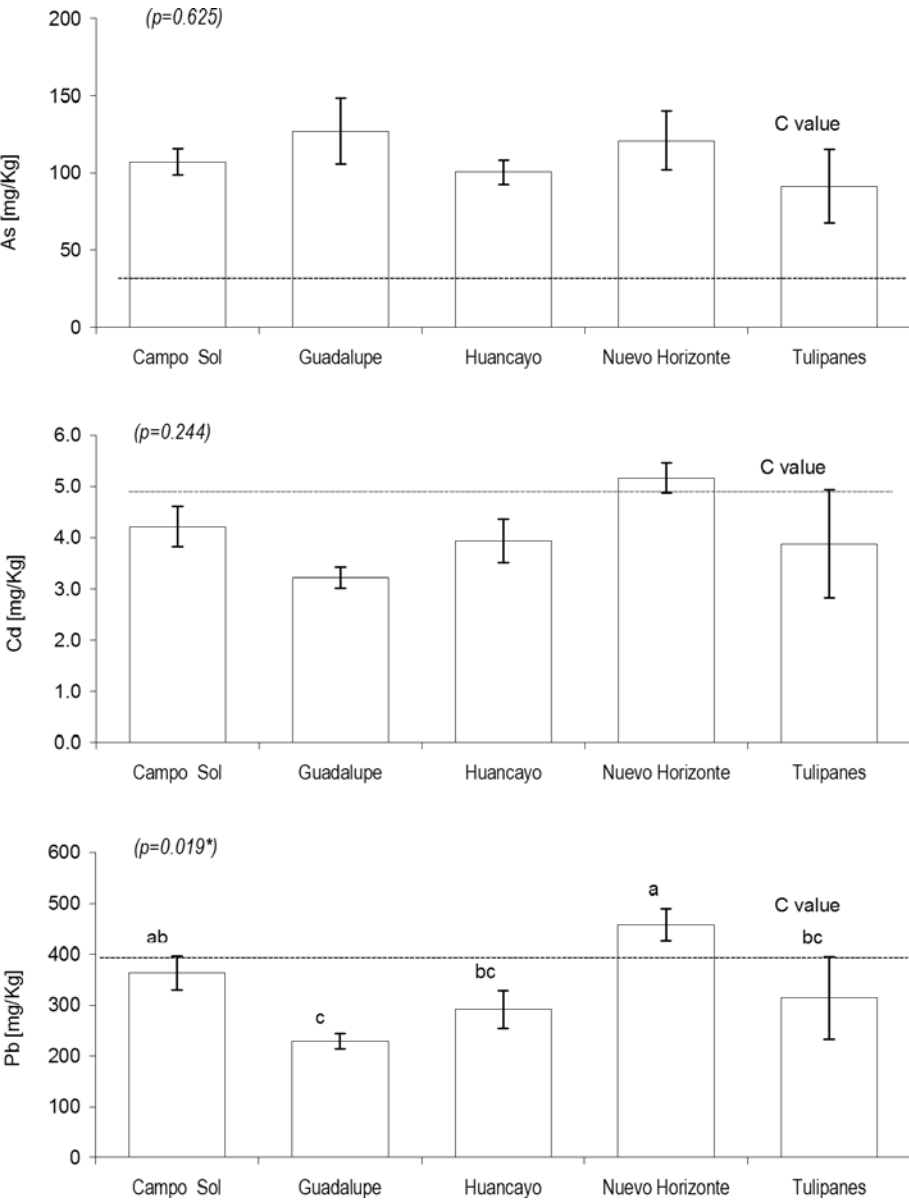 (p=0.625)
200
150
100
50
0
As [mg/Kg]
C value
Campo Sol Guadalupe Huancayo Nuevo Horizonte Tulipanes
(p=0.244)
6.0
5.0
4.0
3.0
2.0
1.0
0.0
Cd [mg/Kg]
C value
Campo Sol Guadalupe Huancayo Nuevo Horizonte Tulipanes
(p=0.019*)
600
500
400
300
200
100
0
Pb [mg/Kg]
C value
ab c bc a bc
Campo Sol Guadalupe Huancayo Nuevo Horizonte Tulipanes